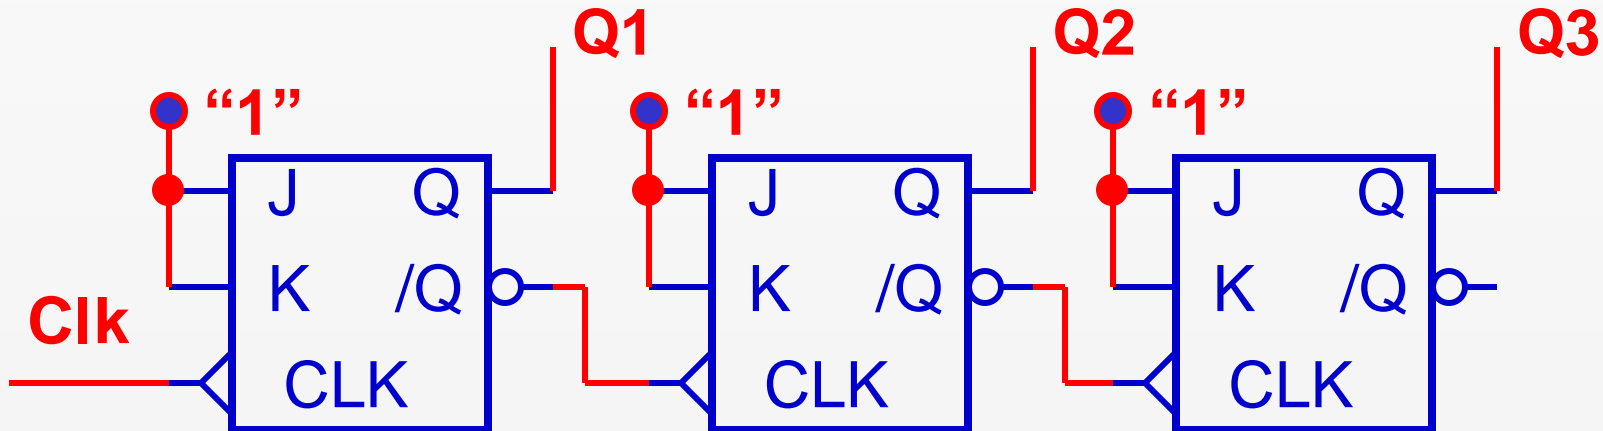 Q1 Q2 Q3
“1” “1” “1”
J Q J Q J Q
K /Q K /Q K /Q
Clk
CLK CLK CLK